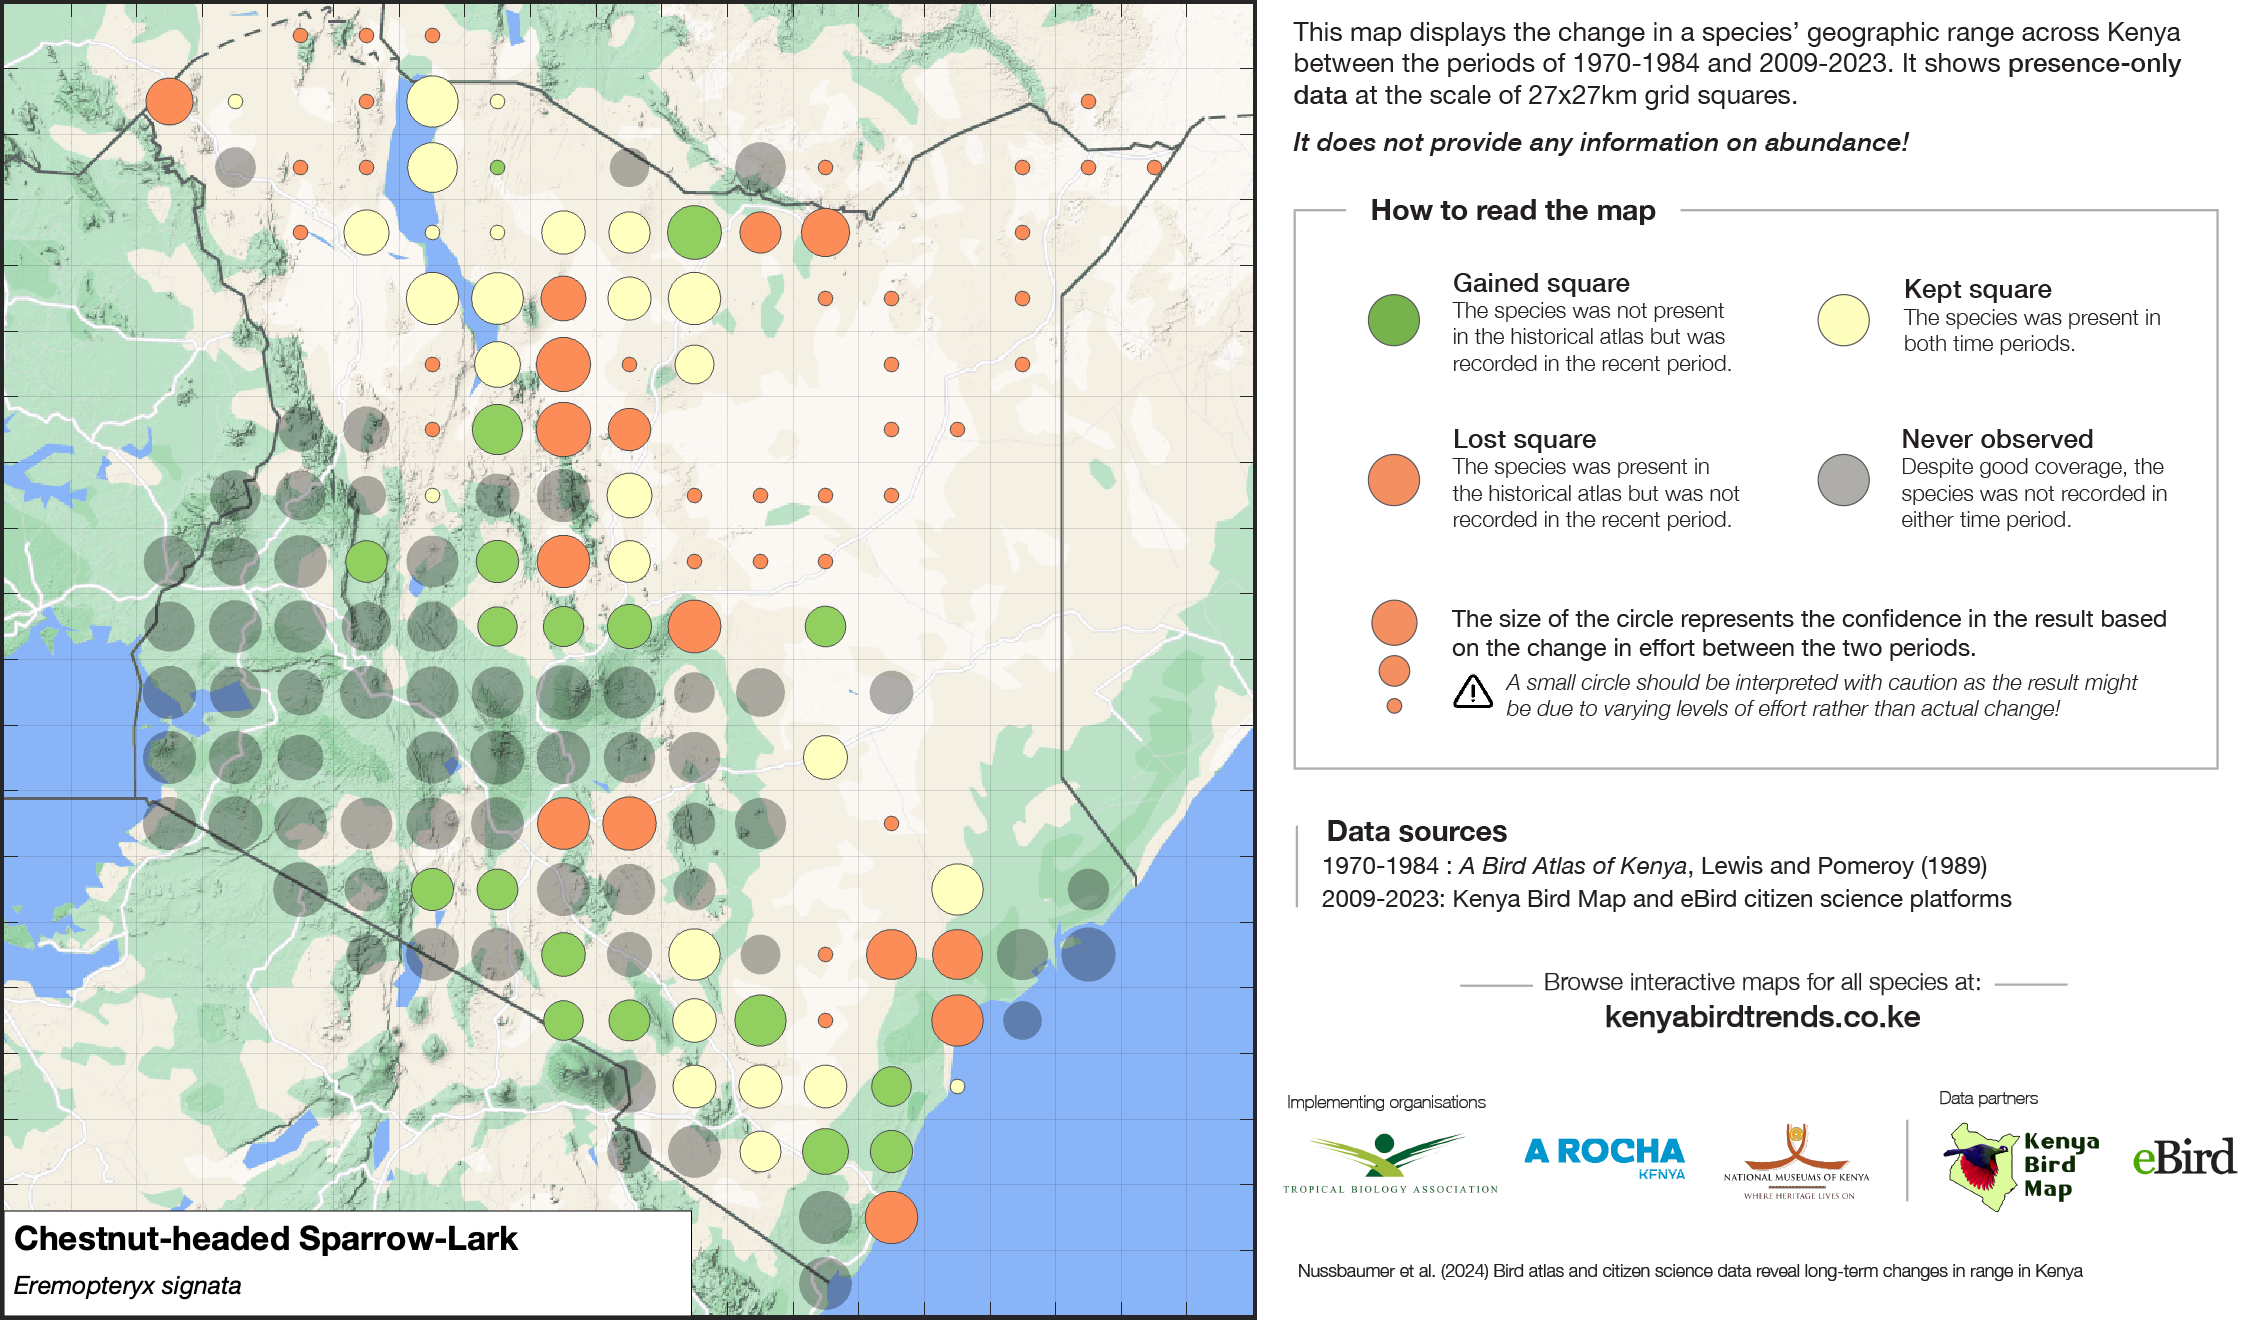 This map displays the change in a species’ geographic range across Kenya
between the periods of 1970-1984 and 2009-2023. It shows presence-only
data at the scale of 27x27km grid squares.
It does not provide any information on abundance!
How to read the map
Gained square
The species was not present
in the historical atlas but was
recorded in the recent period.
Kept square
The species was present in
both time periods.
Lost square
The species was present in
the historical atlas but was not
recorded in the recent period.
Never observed
Despite good coverage, the
species was not recorded in
either time period.
The size of the circle represents the confidence in the result based
on the change in effort between the two periods.
A small circle should be interpreted with caution as the result might
be due to varying levels of effort rather than actual change!
Data sources
1970-1984 : A Bird Atlas of Kenya, Lewis and Pomeroy (1989)
2009-2023: Kenya Bird Map and eBird citizen science platforms
Browse interactive maps for all species at:
kenyabirdtrends.co.ke
Implementing organisations
Data partners
TROPICAL BIOLOGY ASSOCIATION
A ROCHA
KENYA
NATIONAL MUSEUMS OF KENYA
WHERE HERITAGE LIVES ON
Kenya
Bird
Map
eBird
Chestnut-headed Sparrow-Lark
Eremopteryx signata
Nussbaumer et al. (2024) Bird atlas and citizen science data reveal long-term changes in range in Kenya